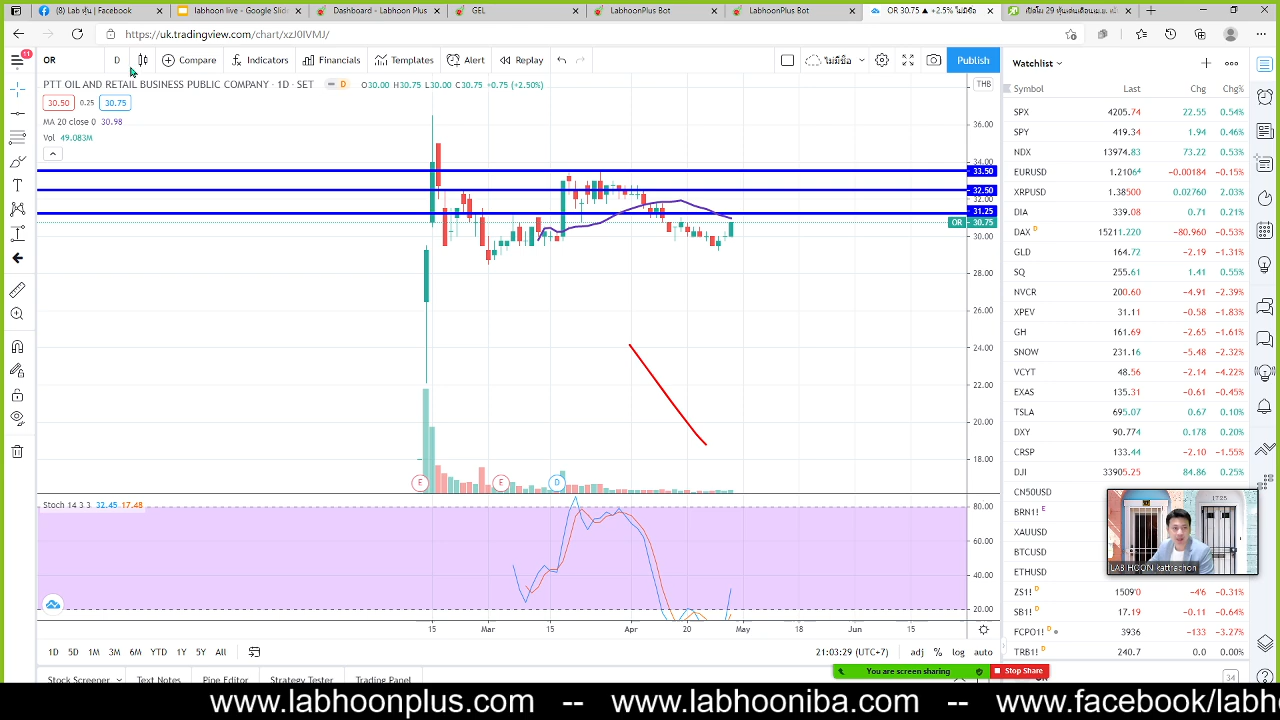 Lab หุ้น | Facebook
labhoon live - Google Slides
Dashboard - Labhoon Plus
GEL
LabhoonPlus Bot
LabhoonPlus Bot
OR 30.75 ▲ +2.5% ไม่มีชื่อ
https://uk.tradingview.com/chart/xzJ0IVMJ/
11
OR
D
Compare
Indicators
Financials
Templates
Alert
Replay
ไม่มีชื่อ
Publish
Watchlist
PTT OIL AND RETAIL BUSINESS PUBLIC COMPANY
SET
D
O30.00 H30.75 L30.00 C30.75 +0.75 (+2.50%)
THB
30.50 0.25 30.75
MA 20 close 0 30.98
Vol 49.083M
36.00
34.00
33.50
32.50
32.00
31.25
OR 30.75
30.00
28.00
26.00
24.00
22.00
20.00
18.00
E
E
D
Stoch 14 3 3 32.45 17.48
80.00
60.00
40.00
20.00
15
Mar
15
Apr
20
May
18
Jun
15
1D 5D 1M 3M 6M YTD 1Y 5Y All
21:03:29 (UTC+7)
adj % log auto
Symbol Last Chg Chg%
SPX 4205.74 22.55 0.54%
SPY 419.34 1.94 0.46%
NDX 13974.83 73.22 0.53%
EURUSD 1.21064 −0.00184 −0.15%
XRPUSD 1.38500 0.02760 2.03%
DIA 339.08 0.71 0.21%
DAX D 15211.220 −80.960 −0.53%
GLD 164.72 −2.19 −1.31%
SQ 255.61 1.41 0.55%
NVCR 200.60 −4.91 −2.39%
XPEV 31.11 −0.58 −1.83%
GH 161.69 −2.65 −1.61%
SNOW 231.16 −5.48 −2.32%
VCYT 48.56 −2.14 −4.22%
EXAS 135.31 −0.61 −0.45%
TSLA 695.07 0.67 0.10%
DXY 90.774 0.178 0.20%
CRSP 133.44 −2.10 −1.55%
DJI 33905.25 84.86 0.25%
CN50USD
BRN1! E
XAUUSD
BTCUSD
ETHUSD
1725
LAB HOON kattrachon
ZS1! D 1509'0 −4'6 −0.31%
SB1! D 17.19 −0.11 −0.64%
FCPO1! D 3936 −133 −3.27%
TRB1! D 240.7 0.0 0.00%
You are screen sharing
Stop Share
34
Stock Screener
Text Notes
Pine Editor
Strategy Tester
Trading Panel
www.labhoonplus.com -- www.labhooniba.com -- www.facebook/labh